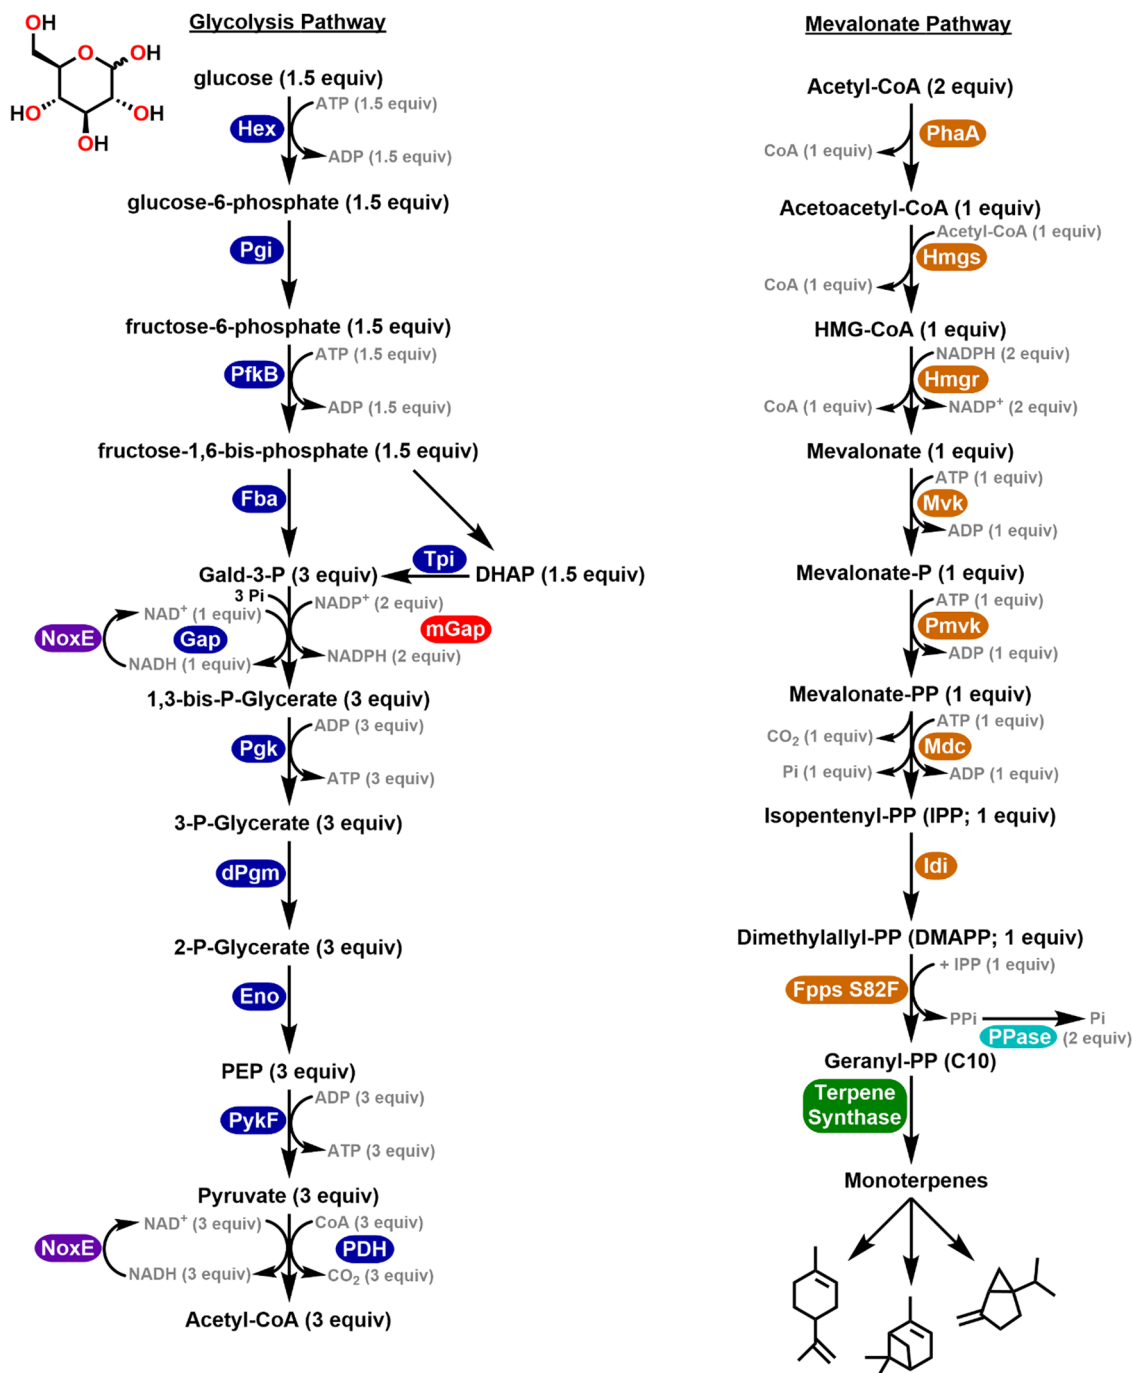 Glycolysis Pathway
OH
O
OH
HO
OH
OH
glucose (1.5 equiv)
ATP (1.5 equiv)
Hex
ADP (1.5 equiv)
glucose-6-phosphate (1.5 equiv)
Pgi
fructose-6-phosphate (1.5 equiv)
ATP (1.5 equiv)
PfkB
ADP (1.5 equiv)
fructose-1,6-bis-phosphate (1.5 equiv)
Fba
Tpi
Gald-3-P (3 equiv)
DHAP (1.5 equiv)
3 Pi
NAD+ (1 equiv)
NADP+ (2 equiv)
NoxE
Gap
mGap
NADH (1 equiv)
NADPH (2 equiv)
1,3-bis-P-Glycerate (3 equiv)
ADP (3 equiv)
Pgk
ATP (3 equiv)
3-P-Glycerate (3 equiv)
dPgm
2-P-Glycerate (3 equiv)
Eno
PEP (3 equiv)
ADP (3 equiv)
PykF
ATP (3 equiv)
Pyruvate (3 equiv)
NAD+ (3 equiv)
CoA (3 equiv)
NoxE
PDH
NADH (3 equiv)
CO2 (3 equiv)
Acetyl-CoA (3 equiv)
Mevalonate Pathway
Acetyl-CoA (2 equiv)
PhaA
CoA (1 equiv)
Acetoacetyl-CoA (1 equiv)
Acetyl-CoA (1 equiv)
Hmgs
CoA (1 equiv)
HMG-CoA (1 equiv)
NADPH (2 equiv)
Hmgr
CoA (1 equiv)
NADP+ (2 equiv)
Mevalonate (1 equiv)
ATP (1 equiv)
Mvk
ADP (1 equiv)
Mevalonate-P (1 equiv)
ATP (1 equiv)
Pmvk
ADP (1 equiv)
Mevalonate-PP (1 equiv)
ATP (1 equiv)
CO2 (1 equiv)
Mdc
Pi (1 equiv)
ADP (1 equiv)
Isopentenyl-PP (IPP; 1 equiv)
Idi
Dimethylallyl-PP (DMAPP; 1 equiv)
+ IPP (1 equiv)
Fpps S82F
PPi
Pi
PPase
(2 equiv)
Geranyl-PP (C10)
Terpene
Synthase
Monoterpenes